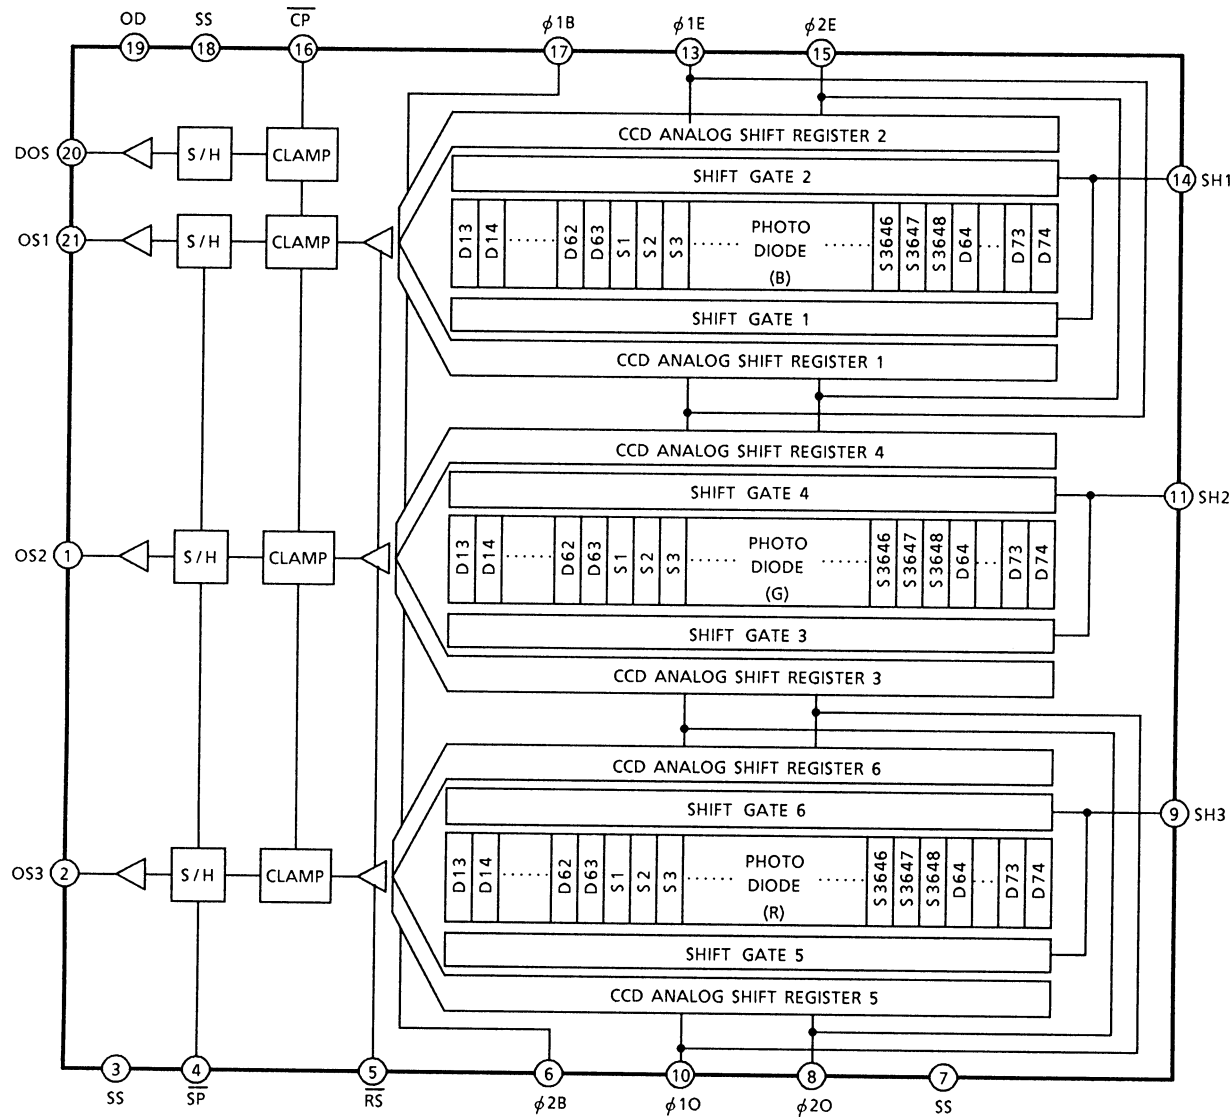 OD SS C̅P̅ φ1B φ1E φ2E
19 18 16 17 13 15
CCD ANALOG SHIFT REGISTER 2
DOS 20 S/H CLAMP
SHIFT GATE 2
14 SH1
OS1 21 S/H CLAMP
D13 D14 ...... D62 D63 S1 S2 S3 ...... PHOTO DIODE (B) ...... S3646 S3647 S3648 D64 ... D73 D74
SHIFT GATE 1
CCD ANALOG SHIFT REGISTER 1
CCD ANALOG SHIFT REGISTER 4
SHIFT GATE 4
11 SH2
OS2 1 S/H CLAMP
D13 D14 ...... D62 D63 S1 S2 S3 ...... PHOTO DIODE (G) ...... S3646 S3647 S3648 D64 ... D73 D74
SHIFT GATE 3
CCD ANALOG SHIFT REGISTER 3
CCD ANALOG SHIFT REGISTER 6
SHIFT GATE 6
9 SH3
OS3 2 S/H CLAMP
D13 D14 ...... D62 D63 S1 S2 S3 ...... PHOTO DIODE (R) ...... S3646 S3647 S3648 D64 ... D73 D74
SHIFT GATE 5
CCD ANALOG SHIFT REGISTER 5
3 4 5 6 10 8 7
SS S̅P̅ R̅S̅ φ2B φ1O φ2O SS